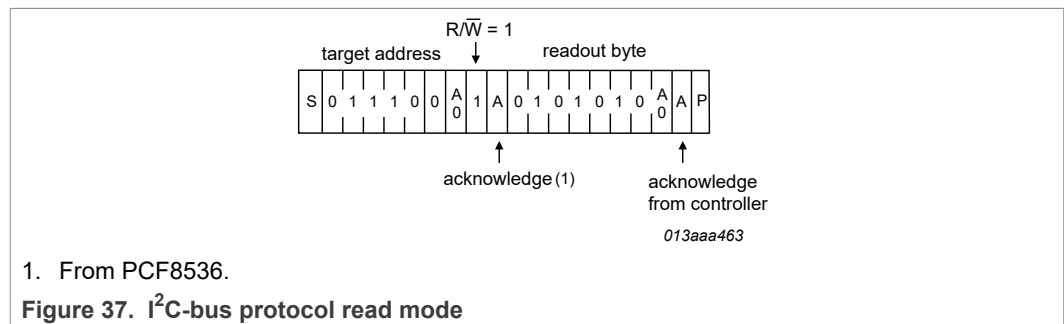 R/W̅ = 1
target address readout byte
S 0 1 1 1 0 0 A0 1 A 0 1 0 1 0 1 0 A0 A P
acknowledge (1) acknowledge
from controller
013aaa463
1. From PCF8536.
Figure 37. I²C-bus protocol read mode